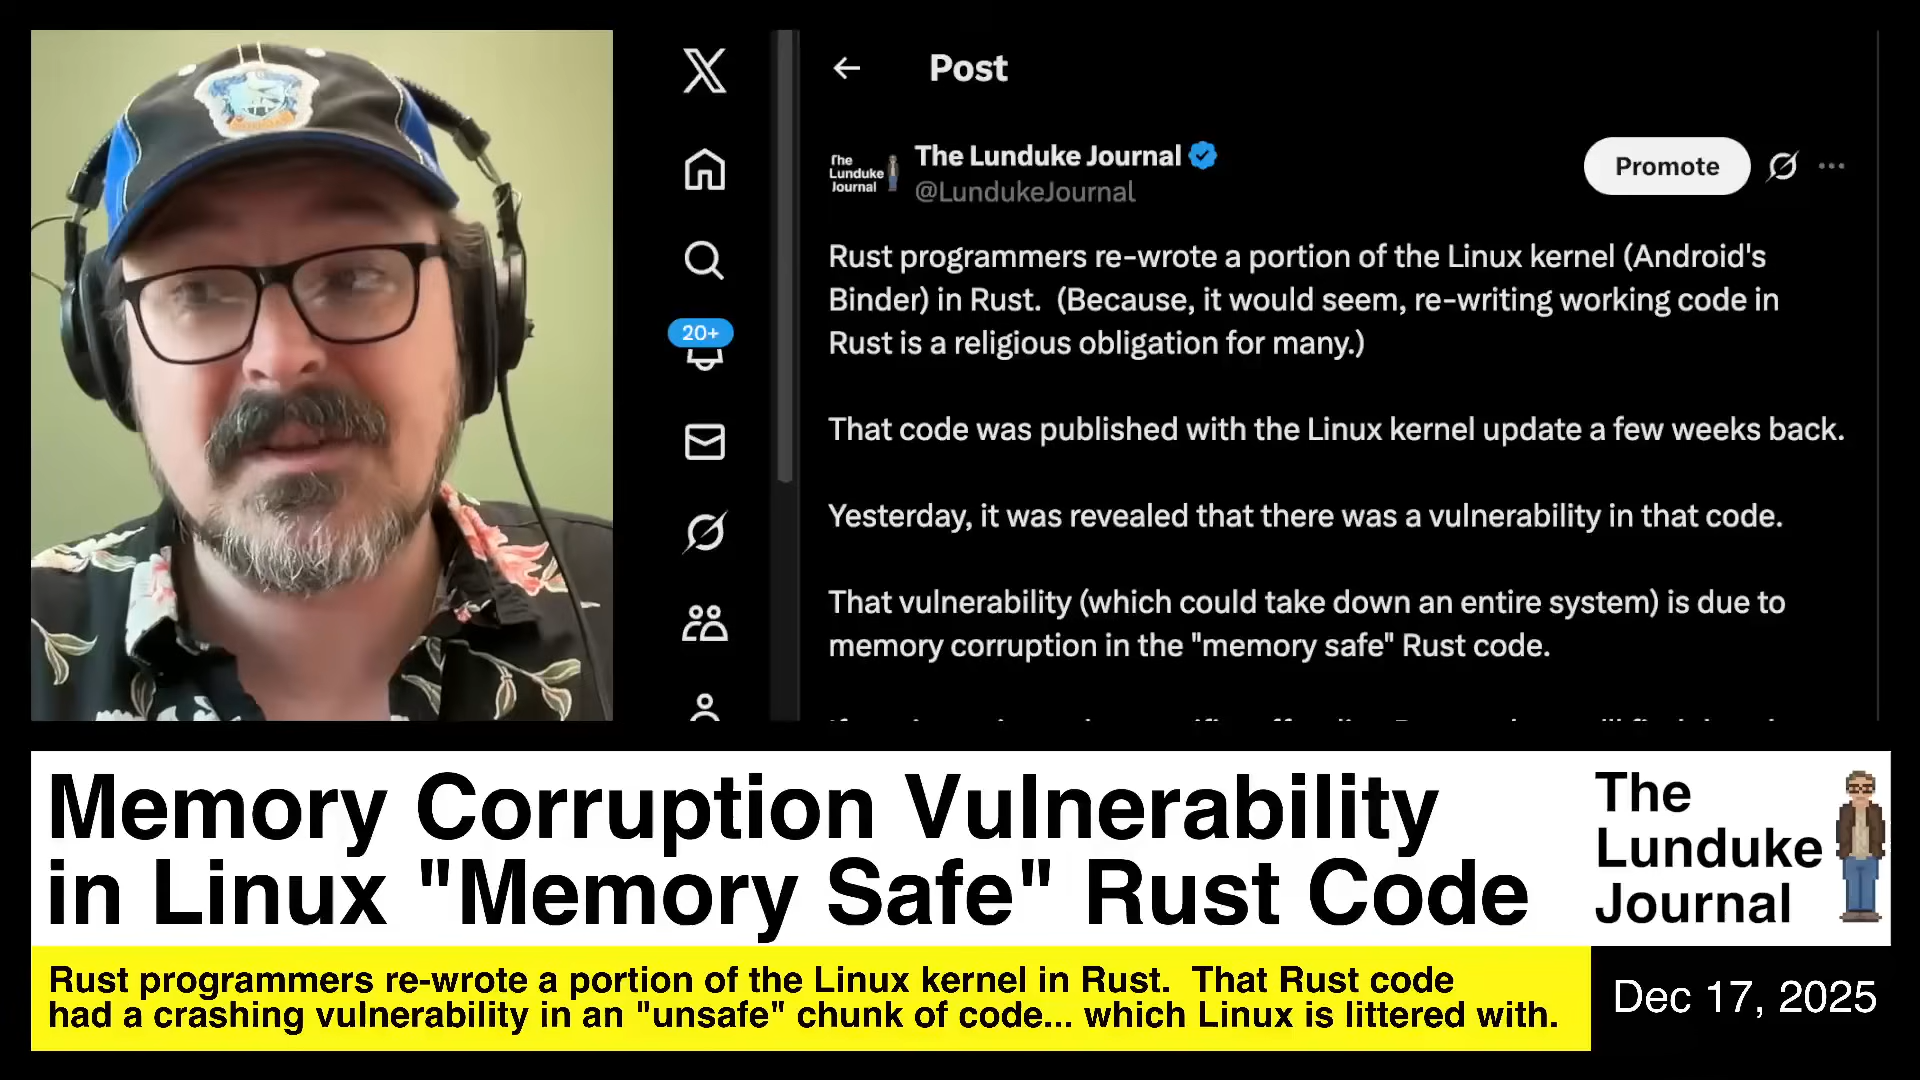 Post
The Lunduke Journal
@LundukeJournal
The
Lunduke
Journal
Promote
20+
Rust programmers re-wrote a portion of the Linux kernel (Android's
Binder) in Rust.  (Because, it would seem, re-writing working code in
Rust is a religious obligation for many.)
That code was published with the Linux kernel update a few weeks back.
Yesterday, it was revealed that there was a vulnerability in that code.
That vulnerability (which could take down an entire system) is due to
memory corruption in the "memory safe" Rust code.
Memory Corruption Vulnerability
in Linux "Memory Safe" Rust Code
The
Lunduke
Journal
Rust programmers re-wrote a portion of the Linux kernel in Rust.  That Rust code
had a crashing vulnerability in an "unsafe" chunk of code... which Linux is littered with.
Dec 17, 2025